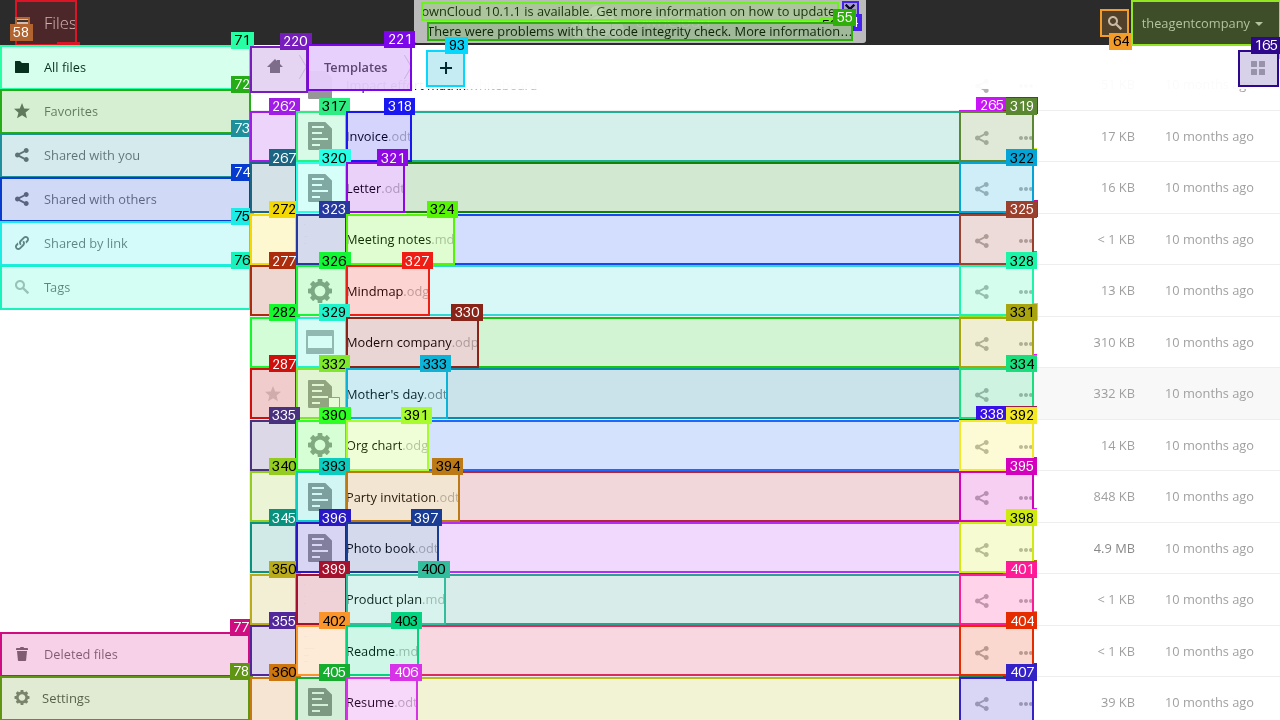 Files
ownCloud 10.1.1 is available. Get more information on how to update
There were problems with the code integrity check. More information...
theagentcompany
58
55
64
71
220
221
93
165
All files
Templates
72
Favorites
262
317
318
265
319
Invoice.odt
17 KB
10 months ago
73
Shared with you
267
320
321
322
Letter.odt
16 KB
10 months ago
74
Shared with others
272
323
324
325
Meeting notes.md
< 1 KB
10 months ago
75
Shared by link
277
326
327
328
Mindmap.odg
13 KB
10 months ago
76
Tags
282
329
330
331
Modern company.odp
310 KB
10 months ago
287
332
333
334
Mother's day.odt
332 KB
10 months ago
335
390
391
338
392
Org chart.odg
14 KB
10 months ago
340
393
394
395
Party invitation.odt
848 KB
10 months ago
345
396
397
398
Photo book.odt
4.9 MB
10 months ago
350
399
400
401
Product plan.md
< 1 KB
10 months ago
77
Deleted files
355
402
403
404
Readme.md
< 1 KB
10 months ago
78
Settings
360
405
406
407
Resume.odt
39 KB
10 months ago